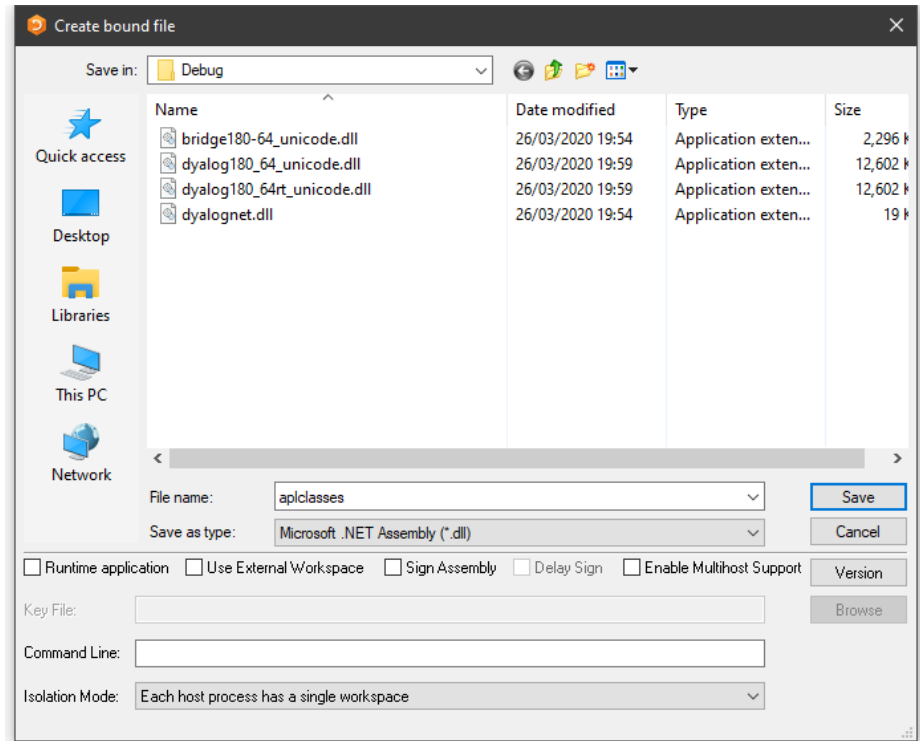 Create bound file
Save in: Debug
Name Date modified Type Size
bridge180-64_unicode.dll 26/03/2020 19:54 Application exten... 2,296 K
dyalog180_64_unicode.dll 26/03/2020 19:59 Application exten... 12,602 K
dyalog180_64rt_unicode.dll 26/03/2020 19:59 Application exten... 12,602 K
dyalognet.dll 26/03/2020 19:54 Application exten... 19 K
Quick access
Desktop
Libraries
This PC
Network
File name: aplclasses Save
Save as type: Microsoft .NET Assembly (*.dll) Cancel
Runtime application Use External Workspace Sign Assembly Delay Sign Enable Multihost Support Version
Key File: Browse
Command Line:
Isolation Mode: Each host process has a single workspace